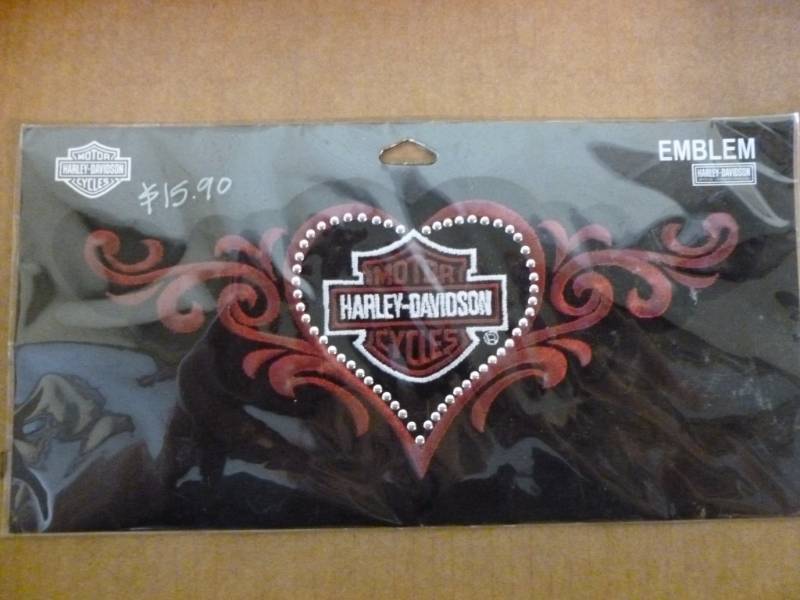 MOTOR
HARLEY-DAVIDSON
CYCLES
$15.90
EMBLEM
HARLEY-DAVIDSON
MOTOR
HARLEY-DAVIDSON
CYCLES
®